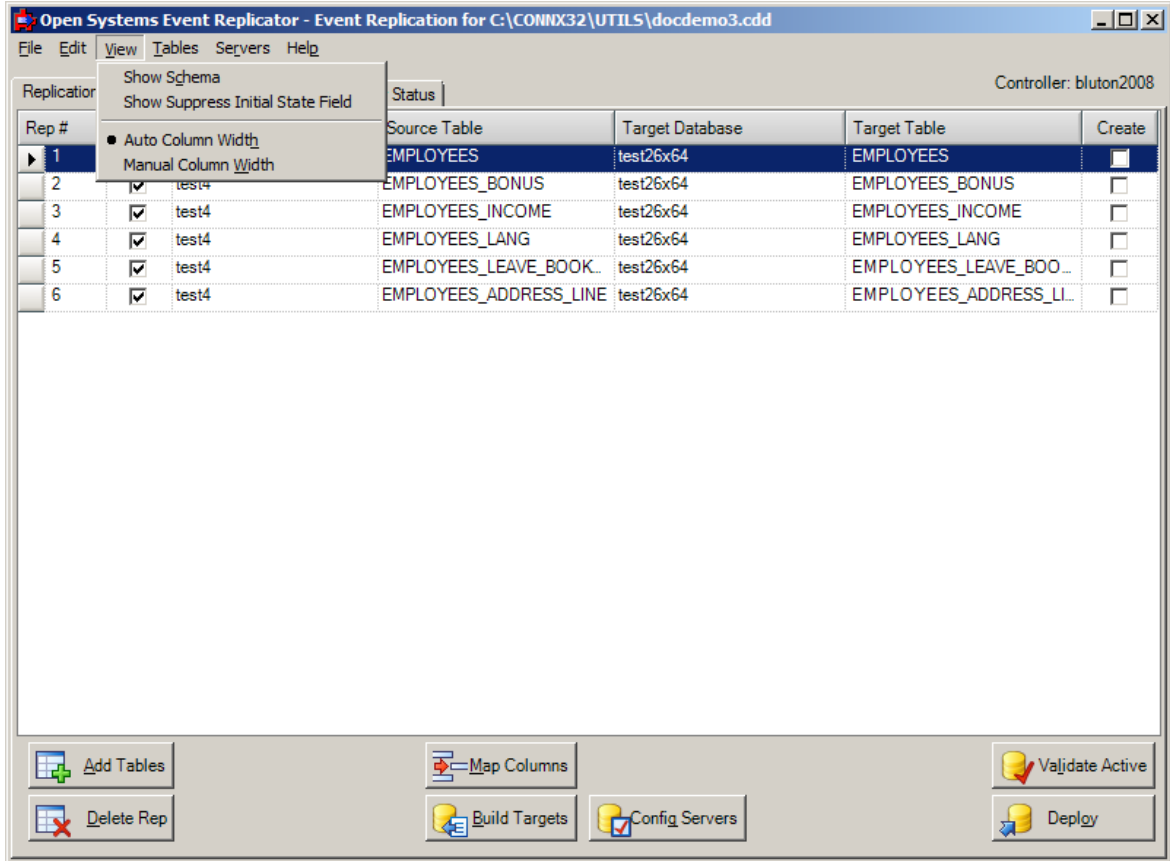 Open Systems Event Replicator - Event Replication for C:\CONNX32\UTILS\docdemo3.cdd
File Edit View Tables Servers Help
Show Schema
Show Suppress Initial State Field
Auto Column Width
Manual Column Width
Replication Status Controller: bluton2008
Rep # Source Table Target Database Target Table Create
1 EMPLOYEES test26x64 EMPLOYEES
2 test4 EMPLOYEES_BONUS test26x64 EMPLOYEES_BONUS
3 test4 EMPLOYEES_INCOME test26x64 EMPLOYEES_INCOME
4 test4 EMPLOYEES_LANG test26x64 EMPLOYEES_LANG
5 test4 EMPLOYEES_LEAVE_BOOK... test26x64 EMPLOYEES_LEAVE_BOO...
6 test4 EMPLOYEES_ADDRESS_LINE test26x64 EMPLOYEES_ADDRESS_LI...
Add Tables Map Columns Validate Active
Delete Rep Build Targets Config Servers Deploy